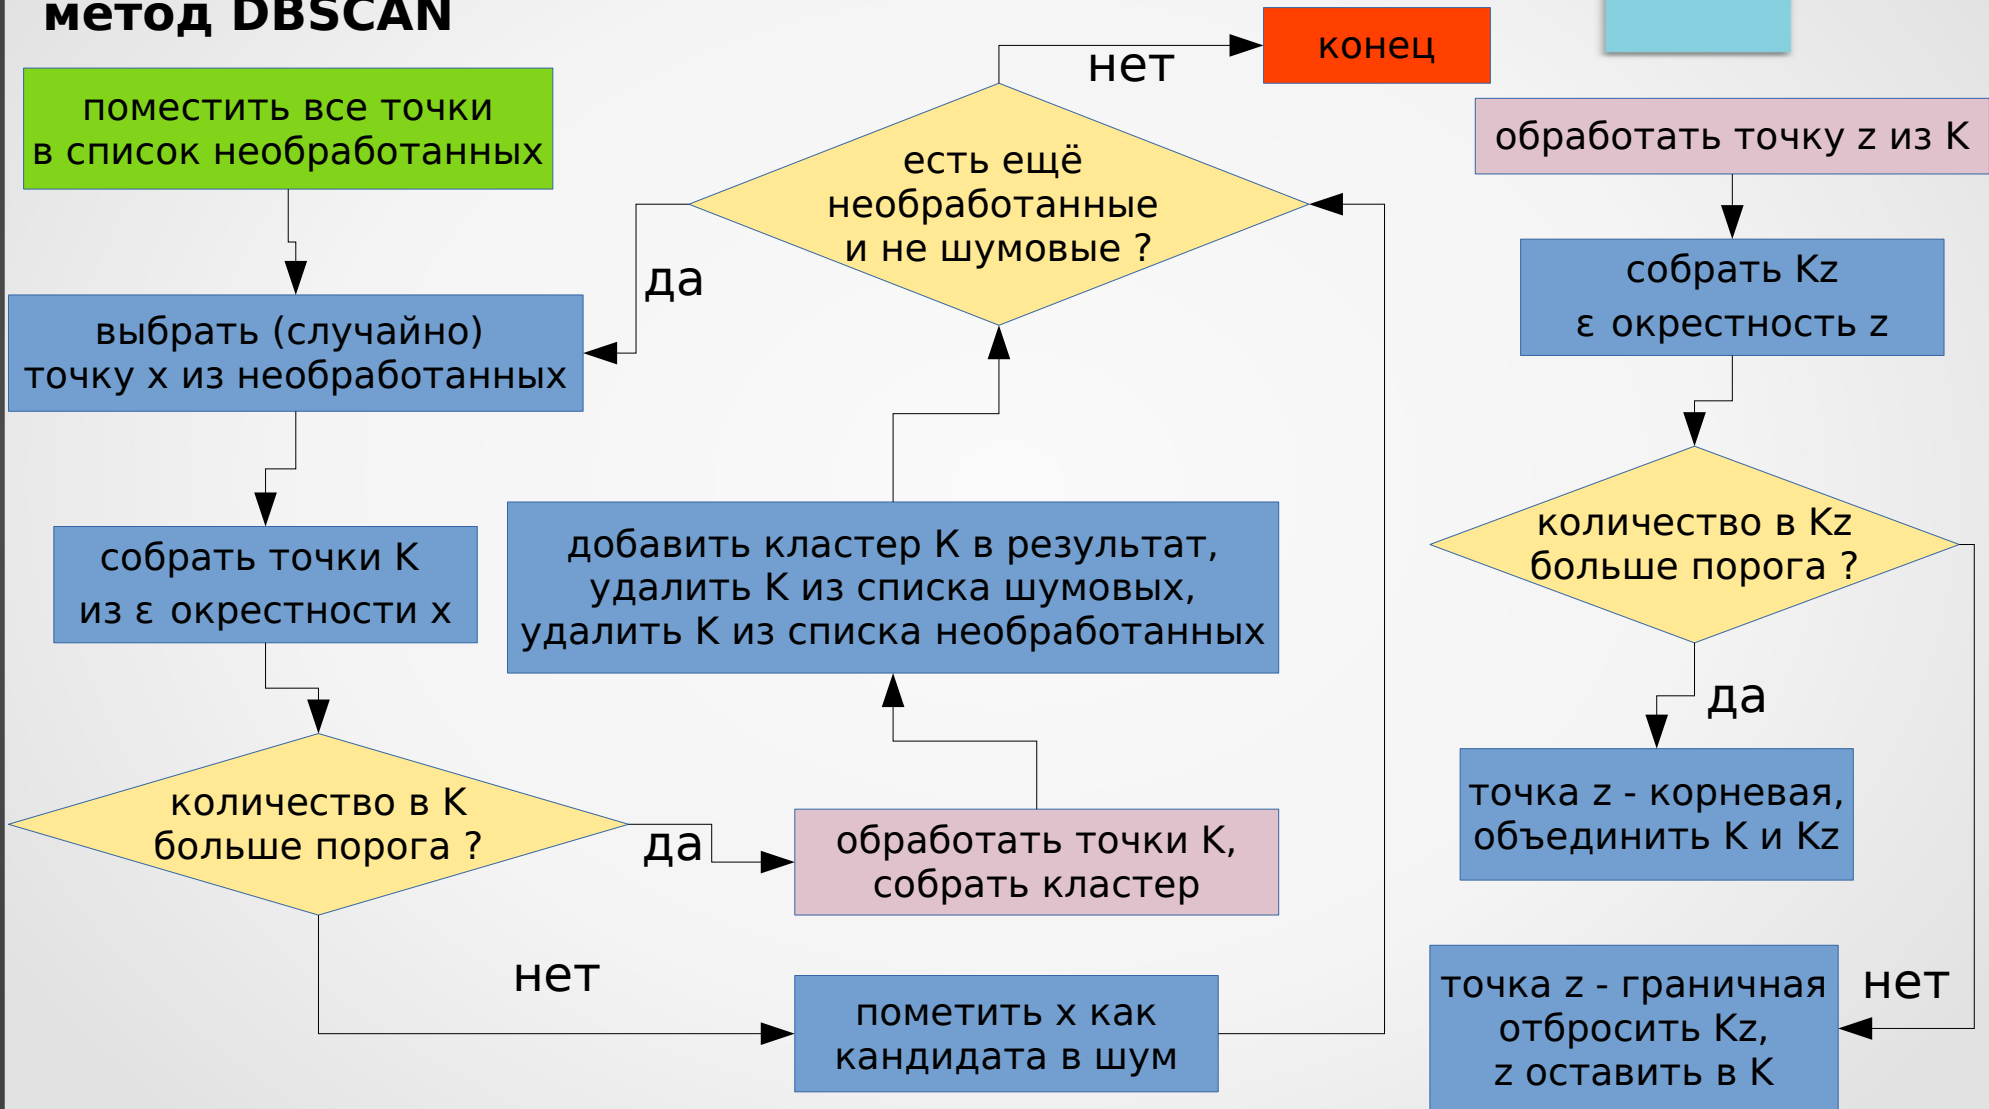 метод DBSCAN
поместить все точки
в список необработанных
выбрать (случайно)
точку x из необработанных
собрать точки K
из ε окрестности x
количество в K
больше порога ?
да
нет
обработать точки K,
собрать кластер
пометить x как
кандидата в шум
добавить кластер K в результат,
удалить K из списка шумовых,
удалить K из списка необработанных
есть ещё
необработанные
и не шумовые ?
да
нет
конец
обработать точку z из K
собрать Kz
ε окрестность z
количество в Kz
больше порога ?
да
точка z - корневая,
объединить K и Kz
нет
точка z - граничная
отбросить Kz,
z оставить в K